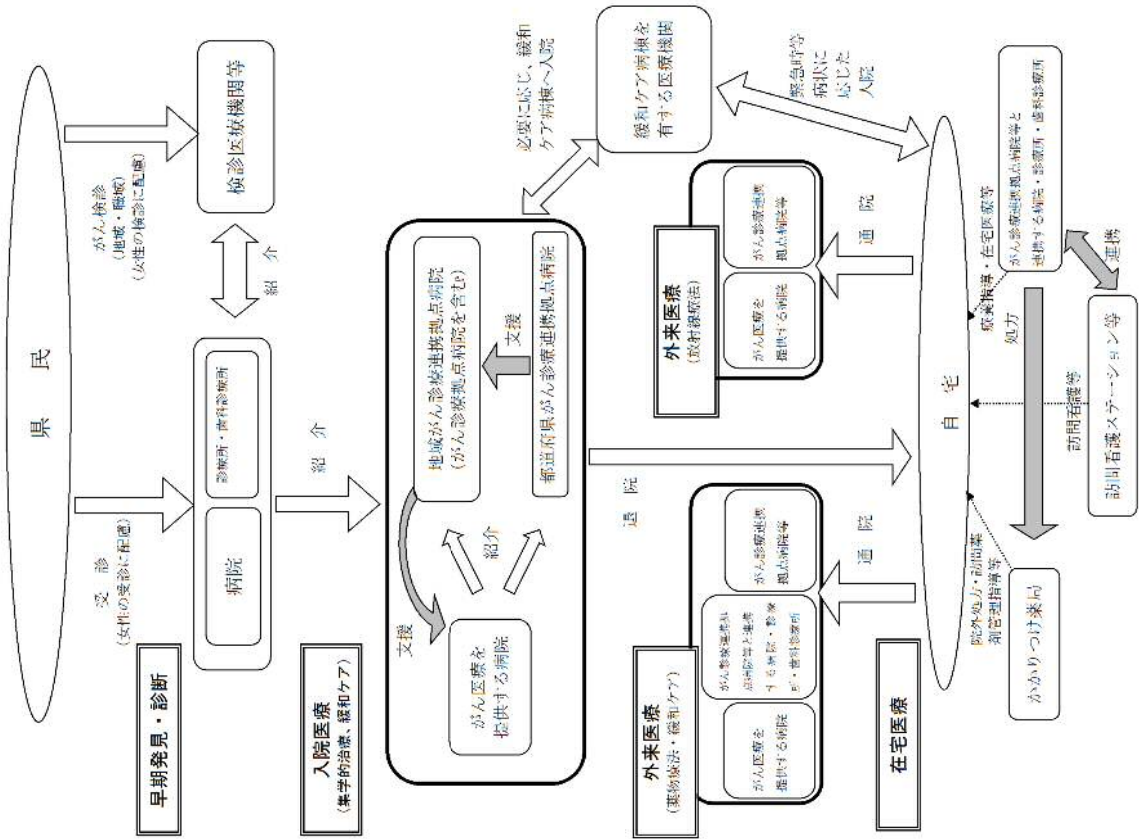 県　　民
受　診
(女性の受診に配慮)
がん検診
(地域・職域)
(女性の検診に配慮)
早期発見・診断
病院
診療所・歯科診療所
紹　介
検診医療機関等
入院医療
(集学的治療、緩和ケア)
紹　介
がん医療を
提供する病院
支援
紹介
地域がん診療連携拠点病院
(がん診療拠点病院を含む)
支援
都道府県がん診療連携拠点病院
必要に応じ、緩和
ケア病棟へ入院
緩和ケア病棟を
有する医療機関
緊急時等
病状に
応じた
入院
退　院
外来医療
(薬物療法・緩和ケア)
がん医療を
提供する病院
がん診療連携拠
点病院等と連携
する病院・診療
所・歯科診療所
がん診療連携
拠点病院等
通　院
外来医療
(放射線療法)
がん医療を
提供する病院
がん診療連携
拠点病院等
通　院
在宅医療
自　宅
院外処方・訪問薬
剤管理指導等
かかりつけ薬局
訪問看護等
訪問看護ステーション等
処方
療養指導・在宅医療等
がん診療連携拠点病院等と
連携する病院・診療所・歯科診療所
連携